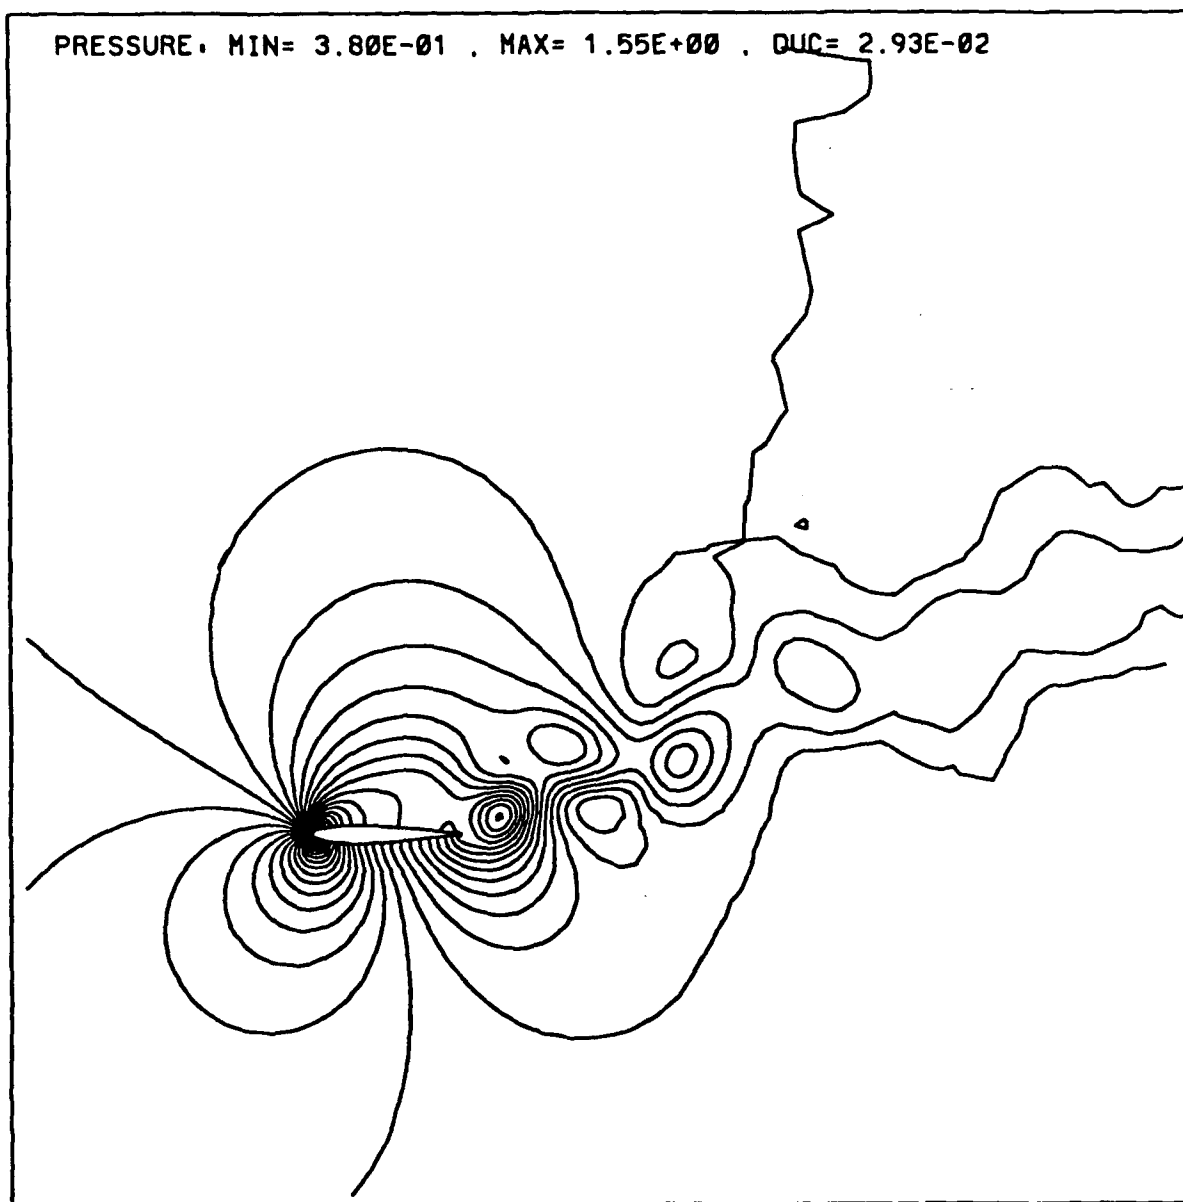 PRESSURE. MIN= 3.80E-01 , MAX= 1.55E+00 , DUC= 2.93E-02